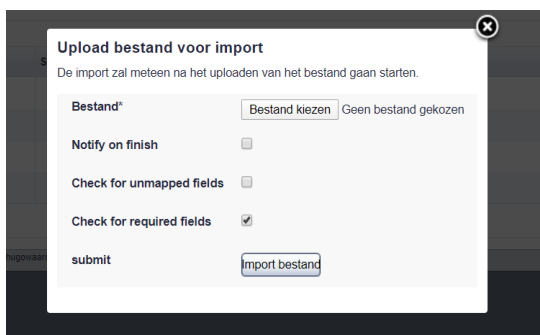 Upload bestand voor import
S
De import zal meteen na het uploaden van het bestand gaan starten.
Bestand*
Bestand kiezen Geen bestand gekozen
Notify on finish
Check for unmapped fields
Check for required fields
submit
Import bestand
hugowaard